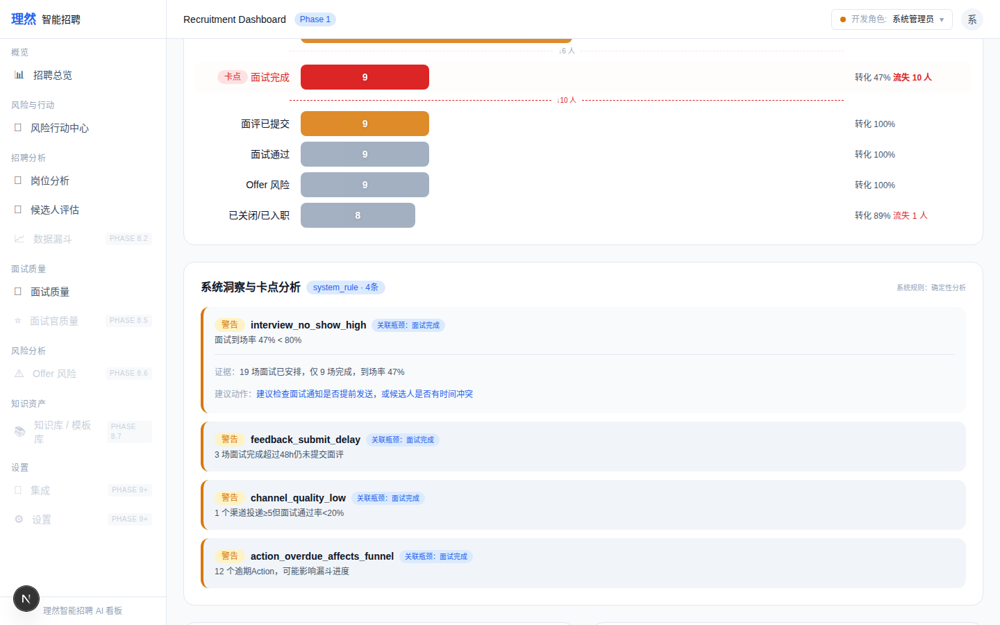 理然 智能招聘
Recruitment Dashboard Phase 1
开发角色: 系统管理员 ▾
系
概览
招聘总览
风险与行动
风险行动中心
招聘分析
岗位分析
候选人评估
数据漏斗 PHASE 8.2
面试质量
面试质量
面试官质量 PHASE 8.5
风险分析
Offer 风险 PHASE 8.6
知识资产
知识库 / 模板库 PHASE 8.7
设置
集成 PHASE 9+
设置 PHASE 9+
理然智能招聘 AI 看板
↓6 人
卡点 面试完成 9 转化 47% 流失 10 人
↓10 人
面评已提交 9 转化 100%
面试通过 9 转化 100%
Offer 风险 9 转化 100%
已关闭/已入职 8 转化 89% 流失 1 人
系统洞察与卡点分析 system_rule · 4条 系统规则：确定性分析
警告 interview_no_show_high 关联瓶颈：面试完成
面试到场率 47% < 80%
证据：19 场面试已安排，仅 9 场完成，到场率 47%
建议动作：建议检查面试通知是否提前发送，或候选人是否有时间冲突
警告 feedback_submit_delay 关联瓶颈：面试完成
3 场面试完成超过48h仍未提交面评
警告 channel_quality_low 关联瓶颈：面试完成
1 个渠道投递≥5但面试通过率<20%
警告 action_overdue_affects_funnel 关联瓶颈：面试完成
12 个逾期Action，可能影响漏斗进度